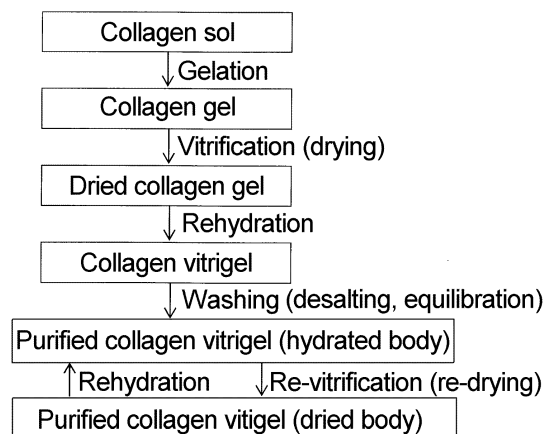 Collagen sol
Gelation
Collagen gel
Vitrification (drying)
Dried collagen gel
Rehydration
Collagen vitrigel
Washing (desalting, equilibration)
Purified collagen vitrigel (hydrated body)
Rehydration
Re-vitrification (re-drying)
Purified collagen vitigel (dried body)